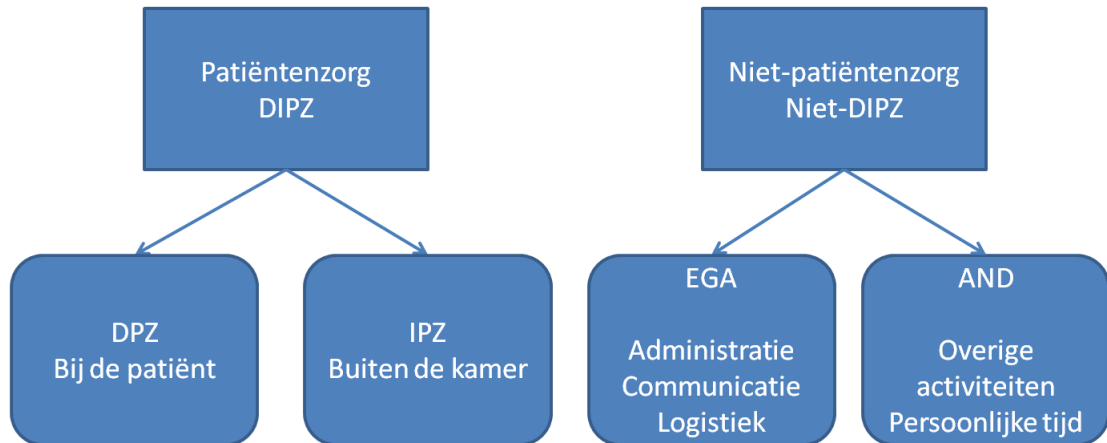 Patiëntenzorg
DIPZ
Niet-patiëntenzorg
Niet-DIPZ
DPZ
Bij de patiënt
IPZ
Buiten de kamer
EGA
Administratie
Communicatie
Logistiek
AND
Overige
activiteiten
Persoonlijke tijd